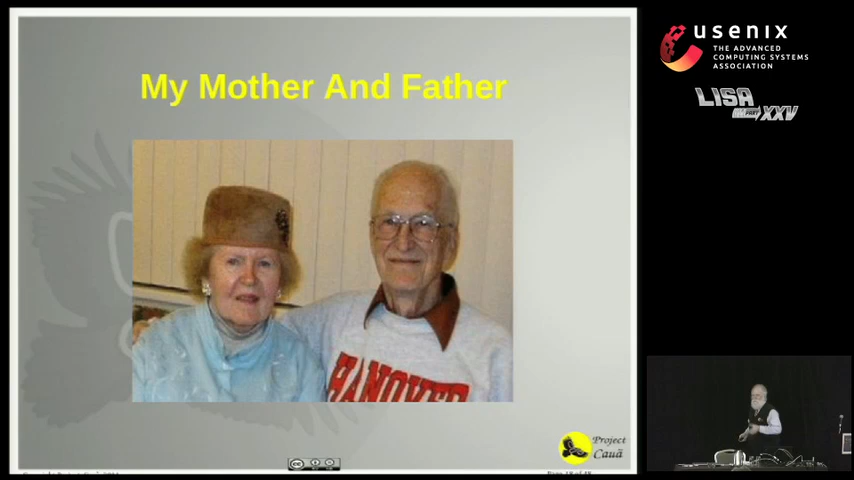 My Mother And Father
HANOVER
Project
Cauã
usenix
THE ADVANCED
COMPUTING SYSTEMS
ASSOCIATION
LISA
XXV